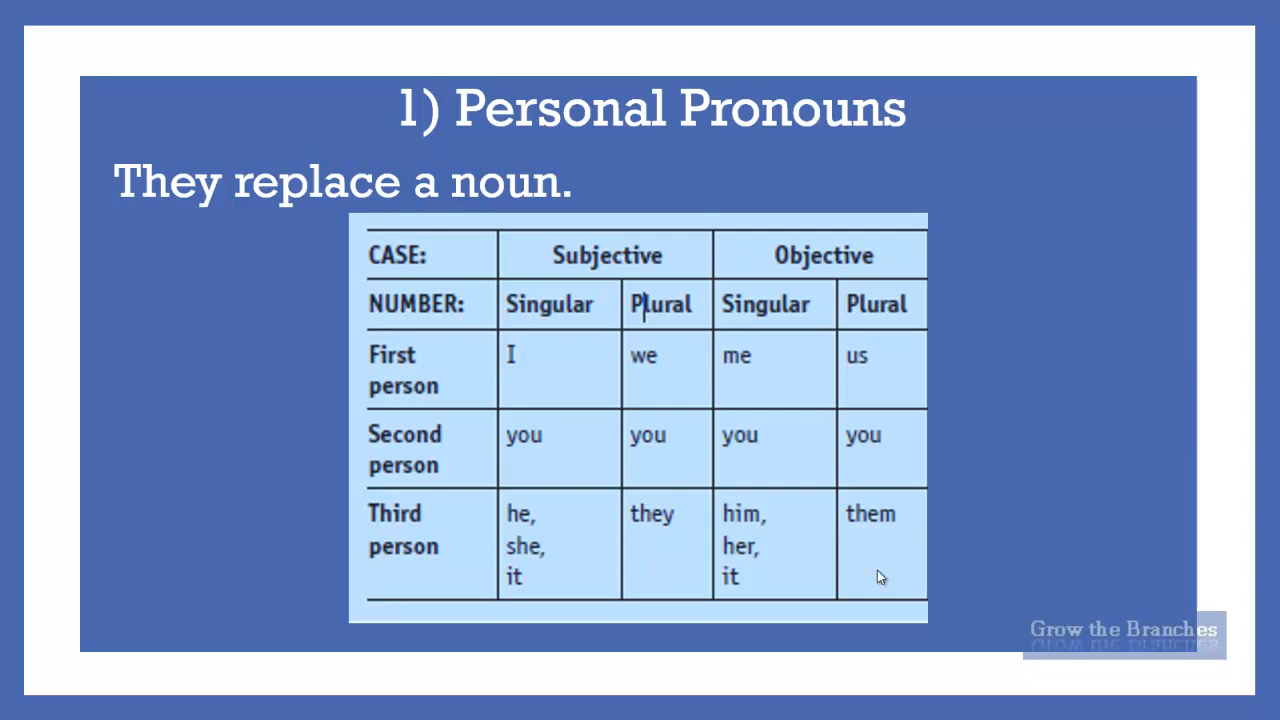 1) Personal Pronouns
They replace a noun.
CASE: Subjective Objective
NUMBER: Singular Plural Singular Plural
First person I we me us
Second person you you you you
Third person he, she, it they him, her, it them
Grow the Branches